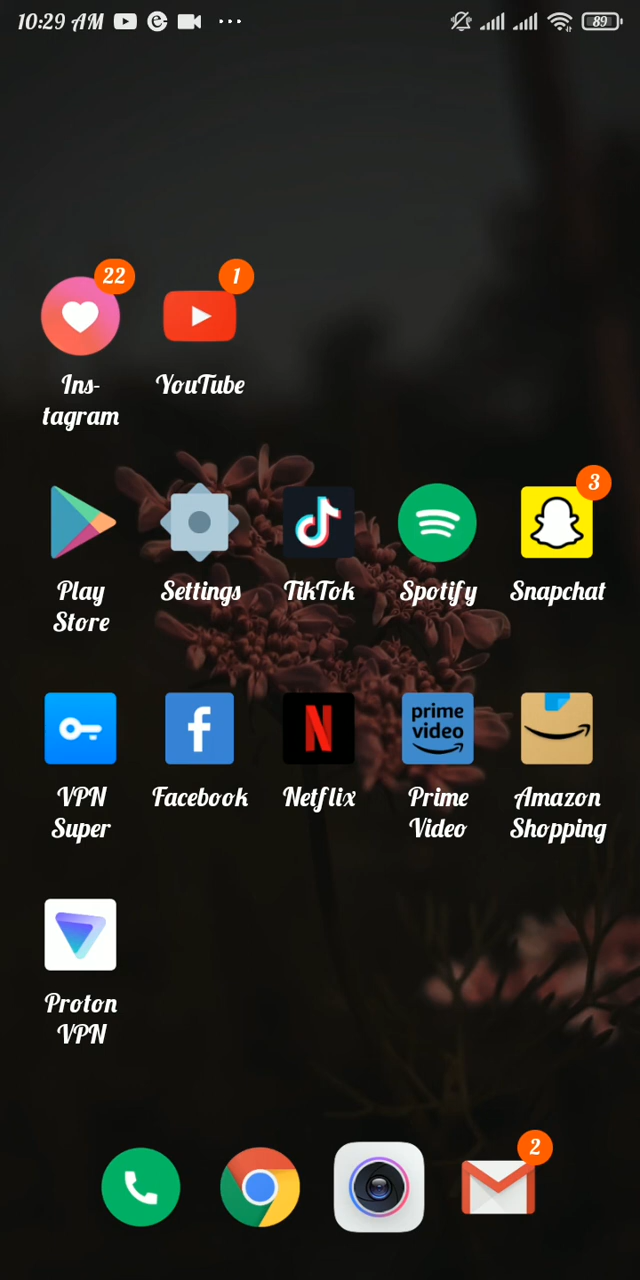 10:29 AM
89
22
1
Ins-
tagram
YouTube
3
Play
Store
Settings
TikTok
Spotify
Snapchat
prime
video
VPN
Super
Facebook
Netflix
Prime
Video
Amazon
Shopping
Proton
VPN
2